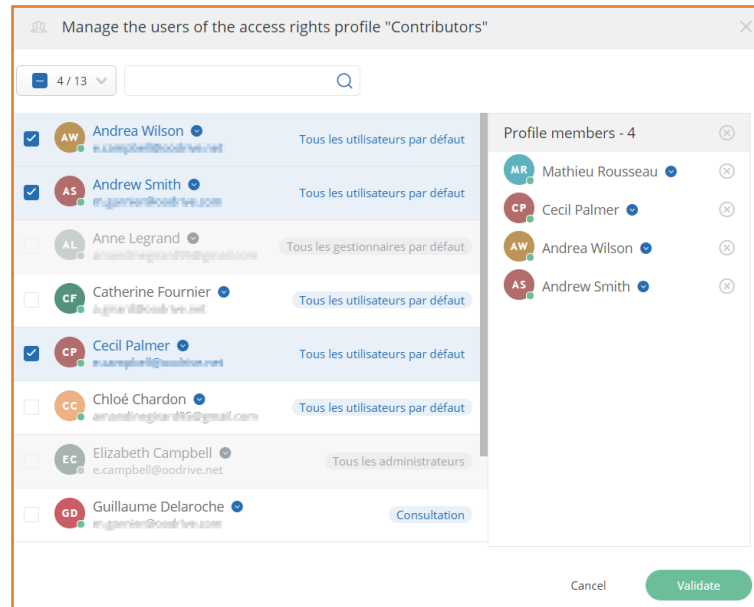 Manage the users of the access rights profile "Contributors"
4 / 13
AW Andrea Wilson Tous les utilisateurs par défaut
AS Andrew Smith Tous les utilisateurs par défaut
AL Anne Legrand Tous les gestionnaires par défaut
CF Catherine Fournier Tous les utilisateurs par défaut
CP Cecil Palmer Tous les utilisateurs par défaut
CC Chloé Chardon Tous les utilisateurs par défaut
EC Elizabeth Campbell Tous les administrateurs
e.campbell@oodrive.net
GD Guillaume Delaroche Consultation
Profile members - 4
MR Mathieu Rousseau
CP Cecil Palmer
AW Andrea Wilson
AS Andrew Smith
Cancel Validate